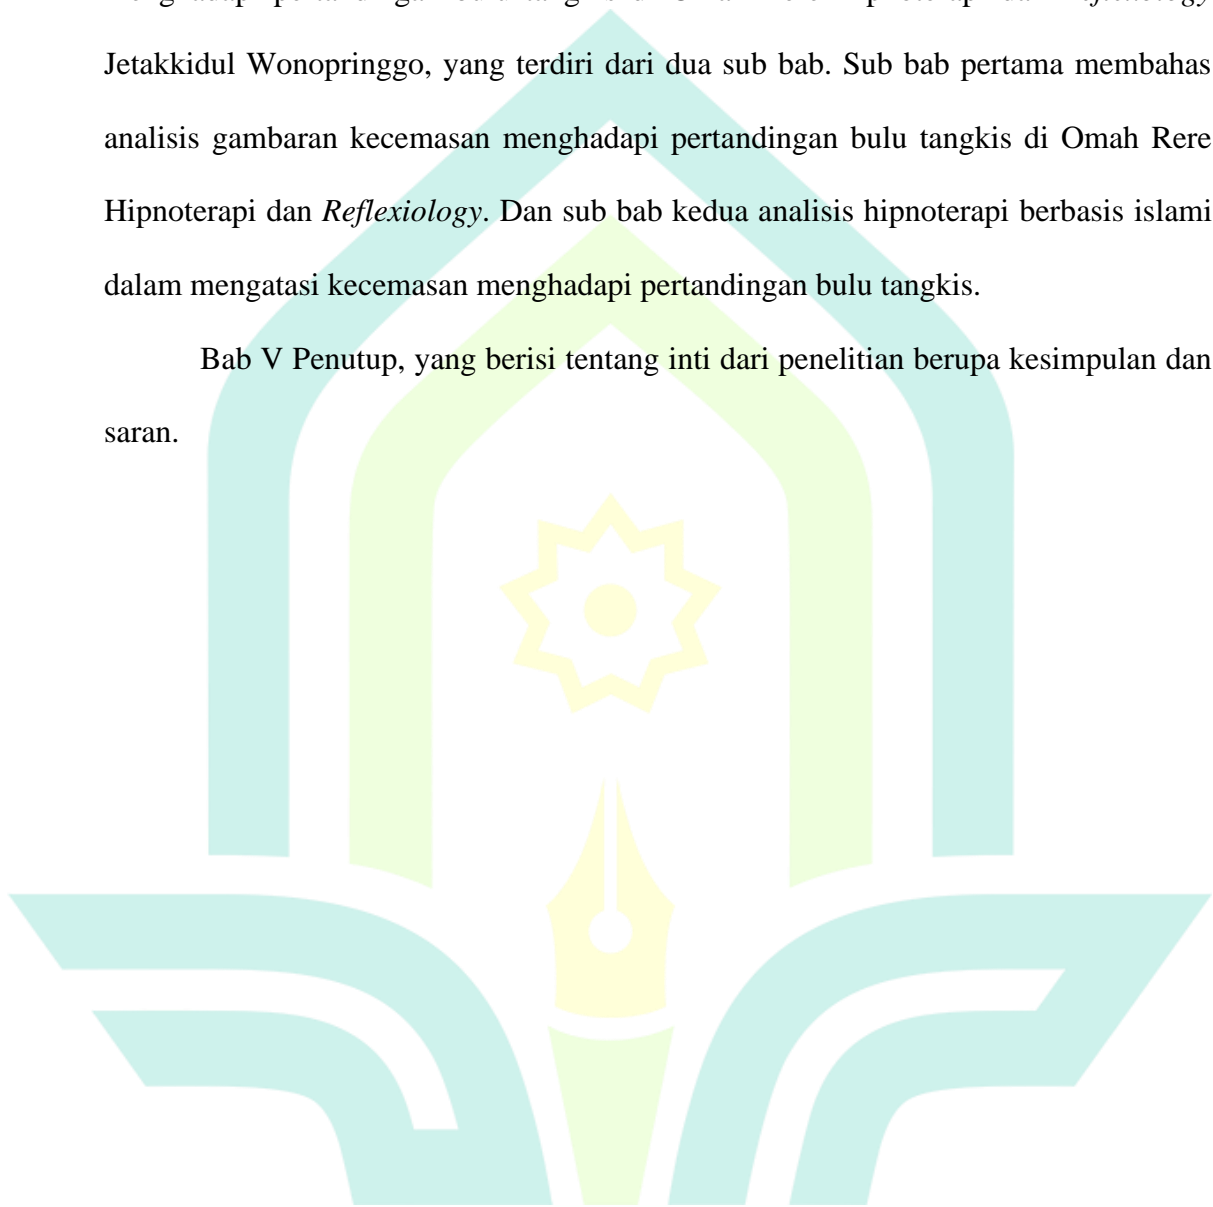 Jetakkidul Wonopringgo, yang terdiri dari dua sub bab. Sub bab pertama membahas
analisis gambaran kecemasan menghadapi pertandingan bulu tangkis di Omah Rere
Hipnoterapi dan Reflexiology. Dan sub bab kedua analisis hipnoterapi berbasis islami
dalam mengatasi kecemasan menghadapi pertandingan bulu tangkis.
Bab V Penutup, yang berisi tentang inti dari penelitian berupa kesimpulan dan
saran.